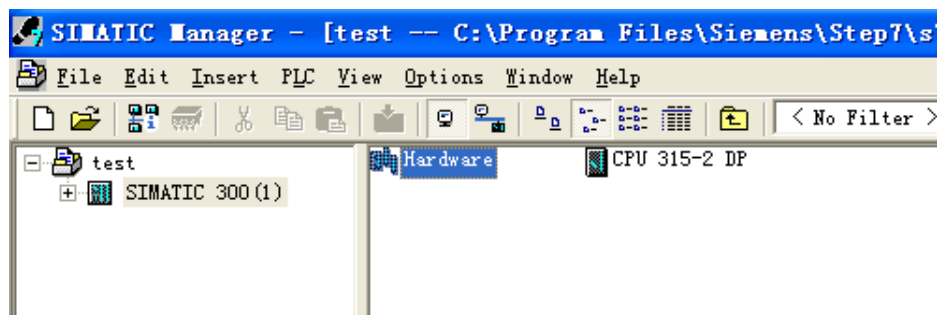 SIMATIC Manager - [test -- C:\Program Files\Siemens\Step7\s
File Edit Insert PLC View Options Window Help
< No Filter >
test
Hardware CPU 315-2 DP
SIMATIC 300(1)